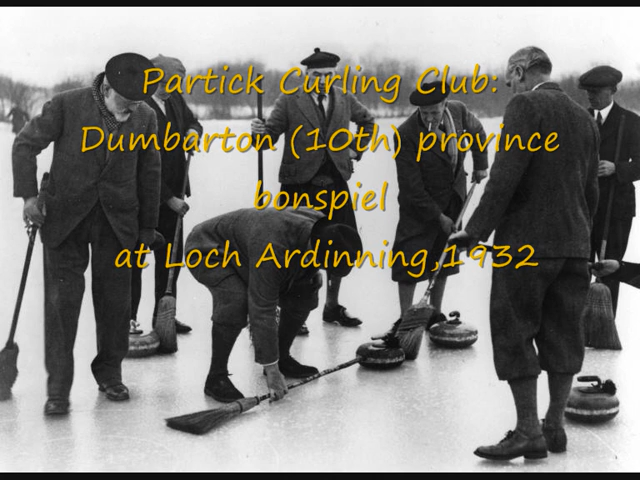 Partick Curling Club:
Dumbarton (10th) province
bonspiel
at Loch Ardinning,1932